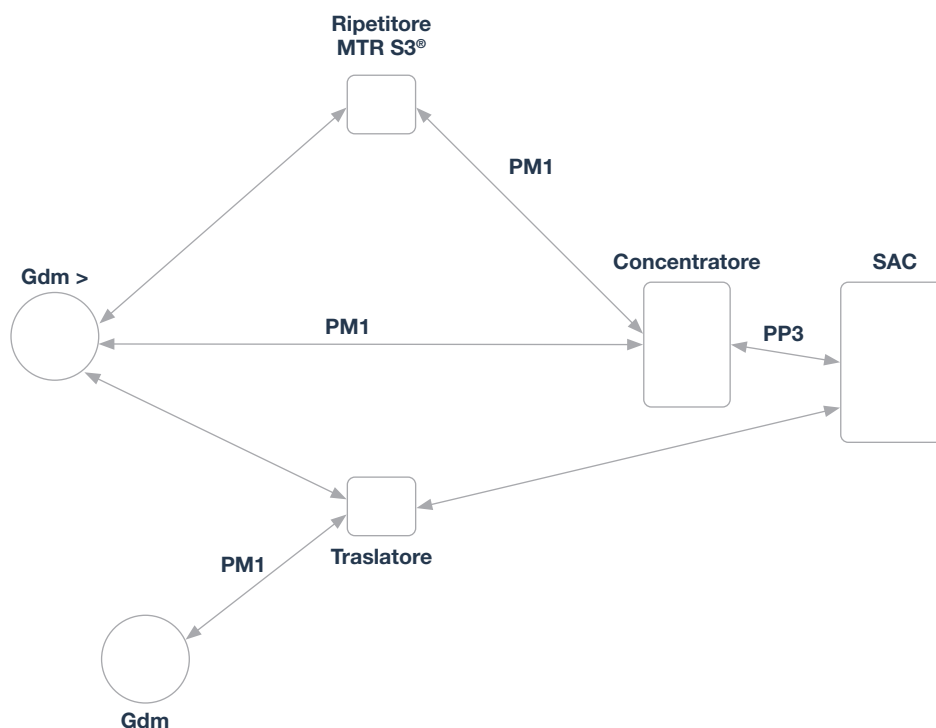 Ripetitore
MTR S3®
PM1
Gdm >
Concentratore
SAC
PM1
PP3
PM1
Traslatore
Gdm